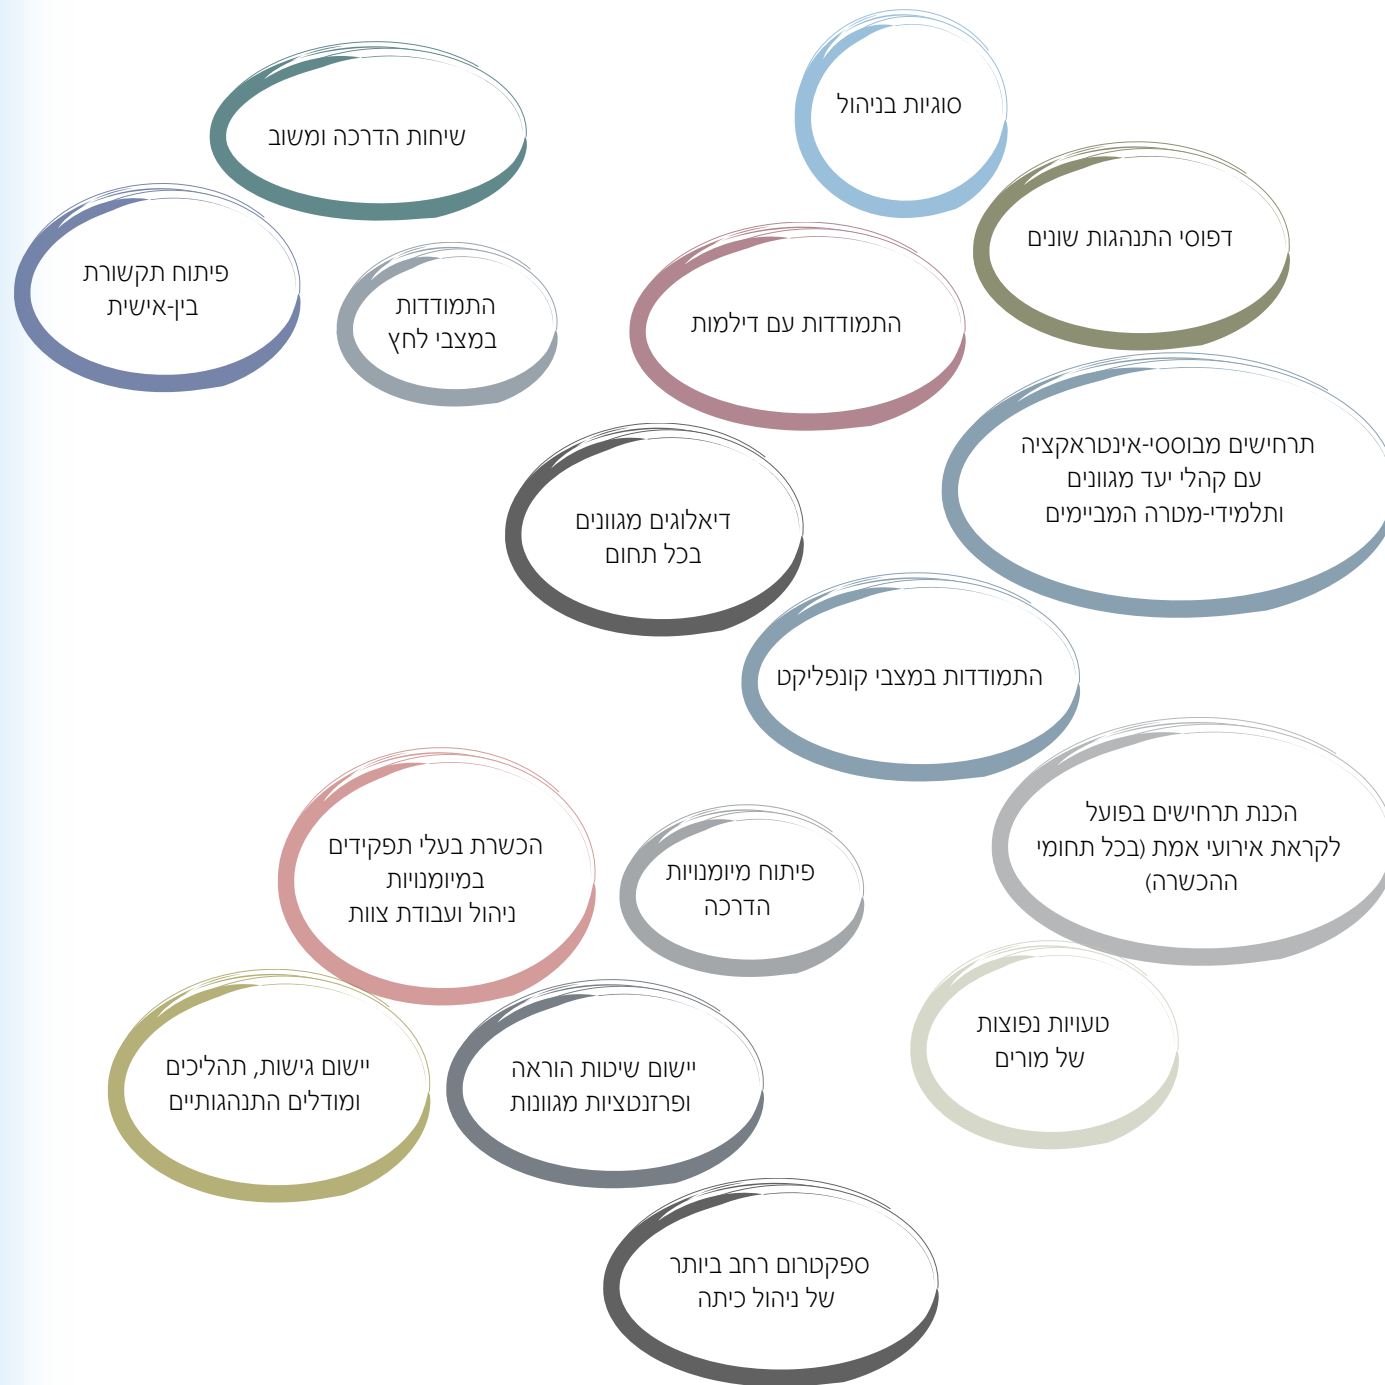 סוגיות בניהול
שיחות הדרכה ומשוב
דפוסי התנהגות שונים
פיתוח תקשורת
בין-אישית
התמודדות
במצבי לחץ
התמודדות עם דילמות
תרחישים מבוססי-אינטראקציה
עם קהלי יעד מגוונים
ותלמידי-מטרה המביימים
דיאלוגים מגוונים
בכל תחום
התמודדות במצבי קונפליקט
הכנת תרחישים בפועל
לקראת אירועי אמת (בכל תחומי
ההכשרה)
הכשרת בעלי תפקידים
במיומנויות
ניהול ועבודת צוות
פיתוח מיומנויות
הדרכה
טעויות נפוצות
של מורים
יישום שיטות הוראה
ופרזנטציות מגוונות
יישום גישות, תהליכים
ומודלים התנהגותיים
ספקטרום רחב ביותר
של ניהול כיתה